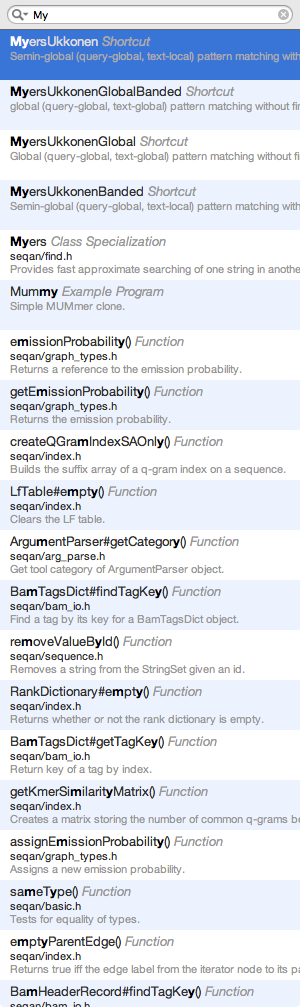 My
MyersUkkonen Shortcut
Semin-global (query-global, text-local) pattern matching with
MyersUkkonenGlobalBanded Shortcut
global (query-global, text-global) pattern matching without fi
MyersUkkonenGlobal Shortcut
Global (query-global, text-global) pattern matching without fi
MyersUkkonenBanded Shortcut
Semin-global (query-global, text-local) pattern matching with
Myers Class Specialization
seqan/find.h
Provides fast approximate searching of one string in anothe
Mummy Example Program
Simple MUMmer clone.
emissionProbability() Function
seqan/graph_types.h
Returns a reference to the emission probability.
getEmissionProbability() Function
seqan/graph_types.h
Returns the emission probability.
createQGramIndexSAOnly() Function
seqan/index.h
Builds the suffix array of a q-gram index on a sequence.
LfTable#empty() Function
seqan/index.h
Clears the LF table.
ArgumentParser#getCategory() Function
seqan/arg_parse.h
Get tool category of ArgumentParser object.
BamTagsDict#findTagKey() Function
seqan/bam_io.h
Find a tag by its key for a BamTagsDict object.
removeValueById() Function
seqan/sequence.h
Removes a string from the StringSet given an id.
RankDictionary#empty() Function
seqan/index.h
Returns whether or not the rank dictionary is empty.
BamTagsDict#getTagKey() Function
seqan/bam_io.h
Return key of a tag by index.
getKmerSimilarityMatrix() Function
seqan/index.h
Creates a matrix storing the number of common q-grams be
assignEmissionProbability() Function
seqan/graph_types.h
Assigns a new emission probability.
sameType() Function
seqan/basic.h
Tests for equality of types.
emptyParentEdge() Function
seqan/index.h
Returns true iff the edge label from the iterator node to its pa
BamHeaderRecord#findTagKey() Function
seqan/bam_io.h